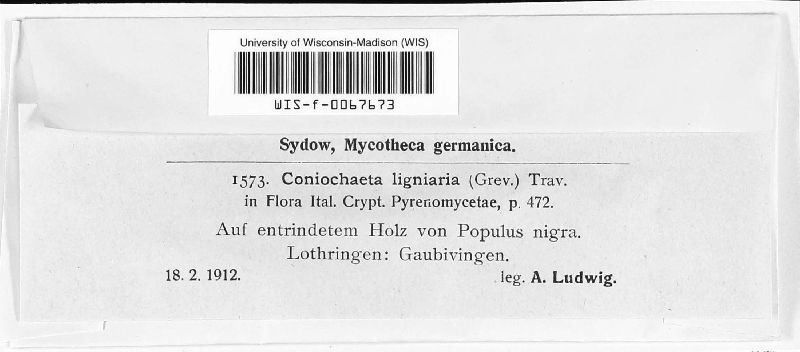 University of Wisconsin-Madison (WIS)
WIS-f-0067673
Sydow, Mycotheca germanica.
1573. Coniochaeta ligniaria (Grev.) Trav.
in Flora Ital. Crypt. Pyrenomycetae, p. 472.
Auf entrindetem Holz von Populus nigra.
Lothringen: Gaubivingen.
18. 2. 1912. leg. A. Ludwig.